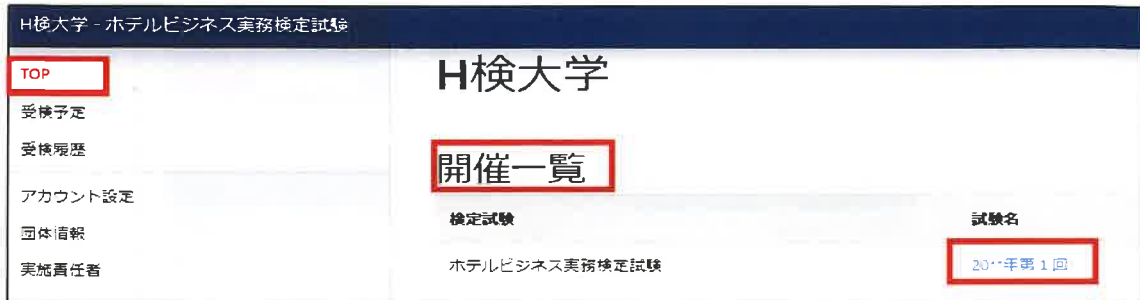 H検大学 - ホテルビジネス実務検定試験
TOP
受検予定
受検履歴
アカウント設定
団体情報
実施責任者
H検大学
開催一覧
検定試験
試験名
ホテルビジネス実務検定試験
20**年第1回